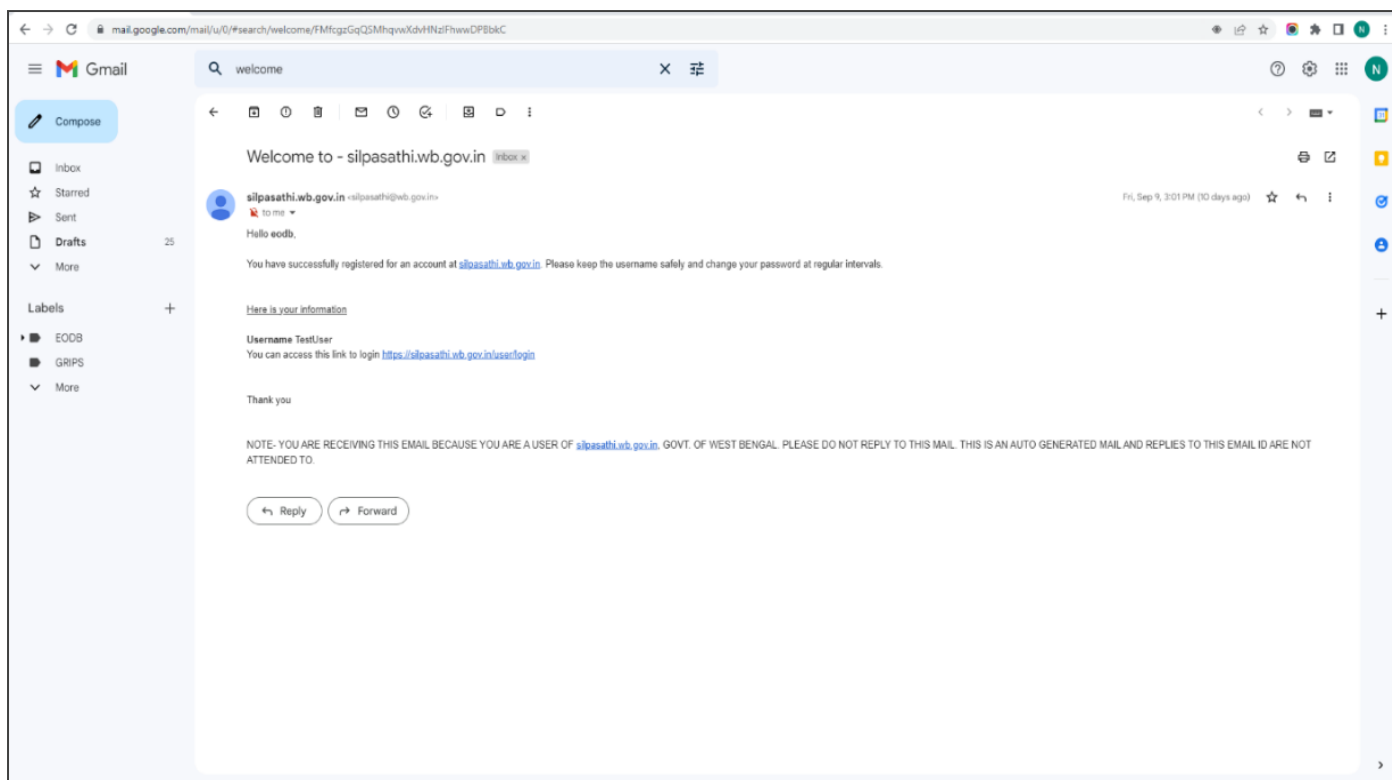 mail.google.com/mail/u/0/#search/welcome/FMfcgzGqQSMhqvwXdvHNzlFhwwDPBbkC
N
Gmail
welcome
N
Compose
Welcome to - silpasathi.wb.gov.in Inbox x
Inbox
Starred
silpasathi.wb.gov.in <silpasathi@wb.gov.in>
Fri, Sep 9, 3:01 PM (10 days ago)
to me
Sent
Hello eodb,
Drafts 25
More
You have successfully registered for an account at silpasathi.wb.gov.in. Please keep the username safely and change your password at regular intervals.
Labels
Here is your information
EODB
Username TestUser
You can access this link to login https://silpasathi.wb.gov.in/user/login
GRIPS
More
Thank you
NOTE- YOU ARE RECEIVING THIS EMAIL BECAUSE YOU ARE A USER OF silpasathi.wb.gov.in, GOVT. OF WEST BENGAL. PLEASE DO NOT REPLY TO THIS MAIL. THIS IS AN AUTO GENERATED MAIL AND REPLIES TO THIS EMAIL ID ARE NOT
ATTENDED TO.
Reply
Forward